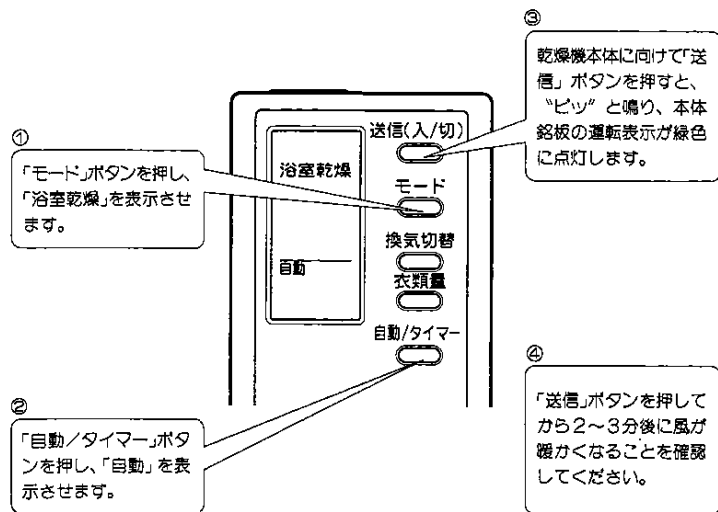 ①
「モード」ボタンを押し、
「浴室乾燥」を表示させ
ます。
②
「自動／タイマー」ボタ
ンを押し、「自動」を表
示させます。
③
乾燥機本体に向けて「送
信」ボタンを押すと、
〝ピッ〟と鳴り、本体
銘板の運転表示が緑色
に点灯します。
④
「送信」ボタンを押して
から２～３分後に風が
暖かくなることを確認
してください。
浴室乾燥
自動
送信(入/切)
モード
換気切替
衣類量
自動/タイマー